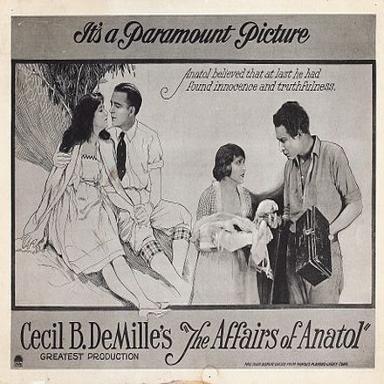 It's a Paramount Picture
Anatol believed that at last he had
found innocence and truthfulness.
Cecil B. DeMille's "The Affairs of Anatol"
GREATEST PRODUCTION